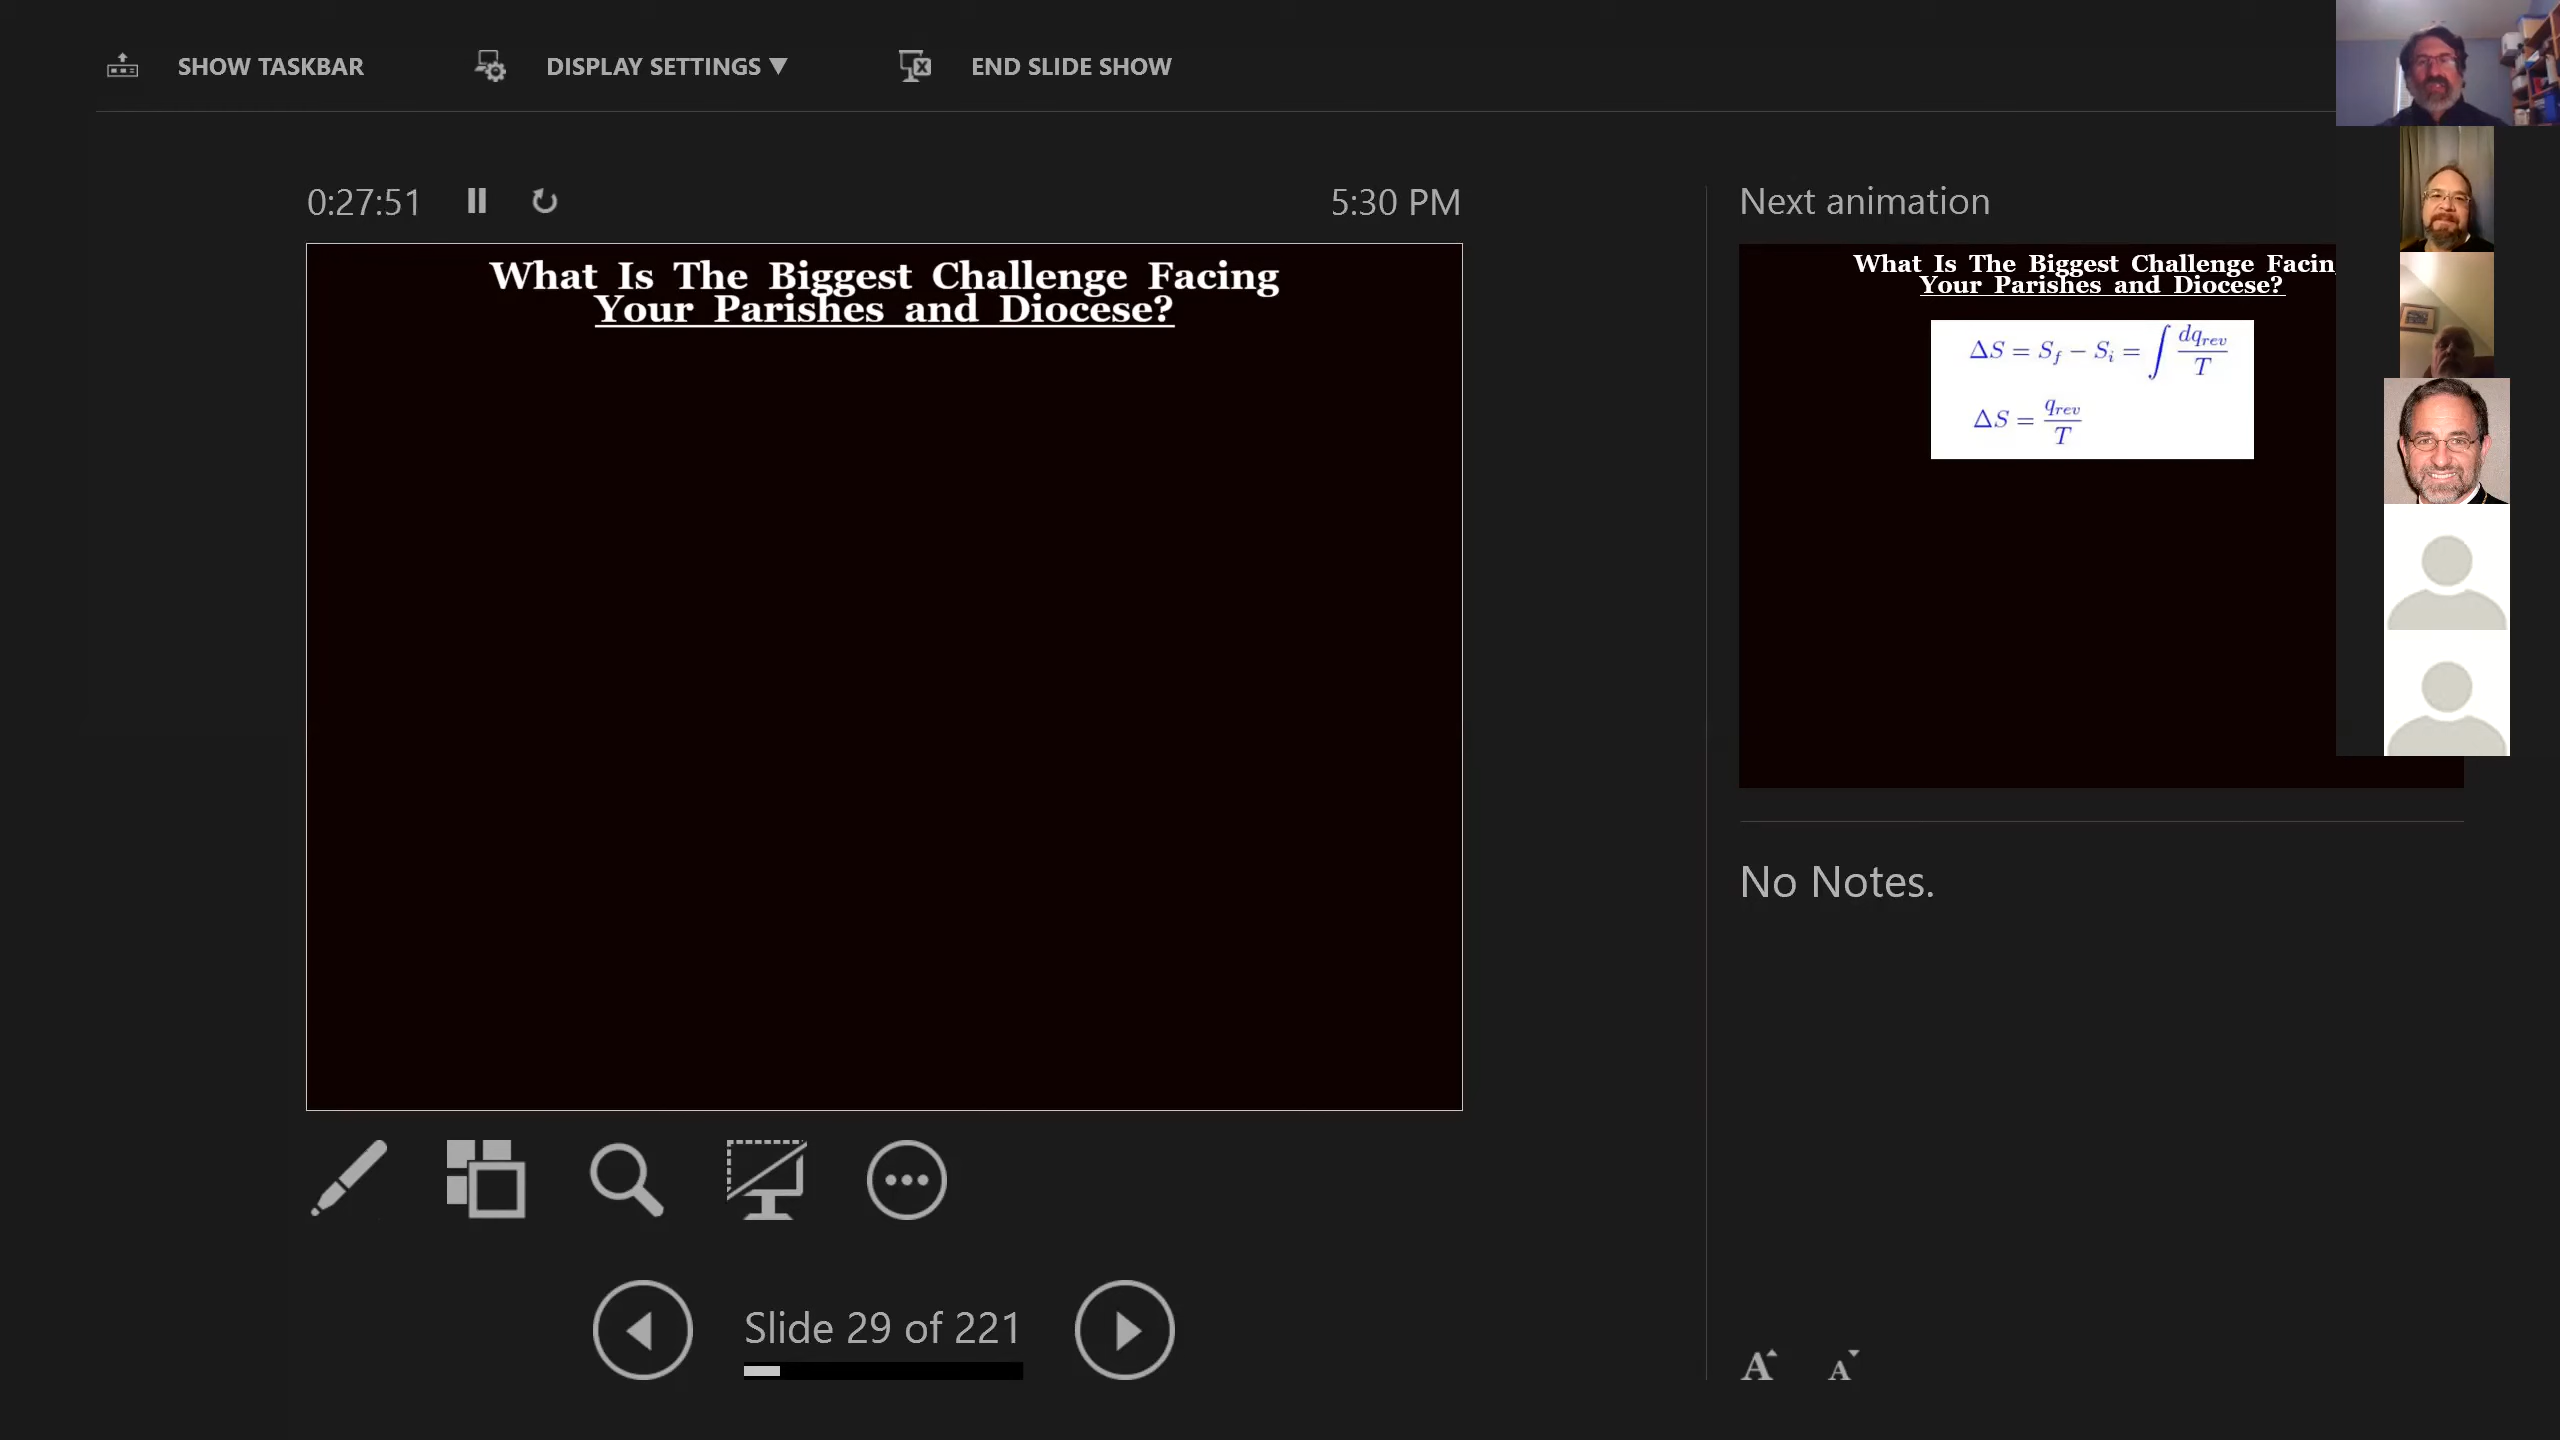 SHOW TASKBAR
DISPLAY SETTINGS ▼
END SLIDE SHOW
0:27:51
5:30 PM
What Is The Biggest Challenge Facing
Your Parishes and Diocese?
Slide 29 of 221
Next animation
What Is The Biggest Challenge Facin
Your Parishes and Diocese?
ΔS = S_f − S_i = ∫ dq_rev / T
ΔS = q_rev / T
No Notes.
A A